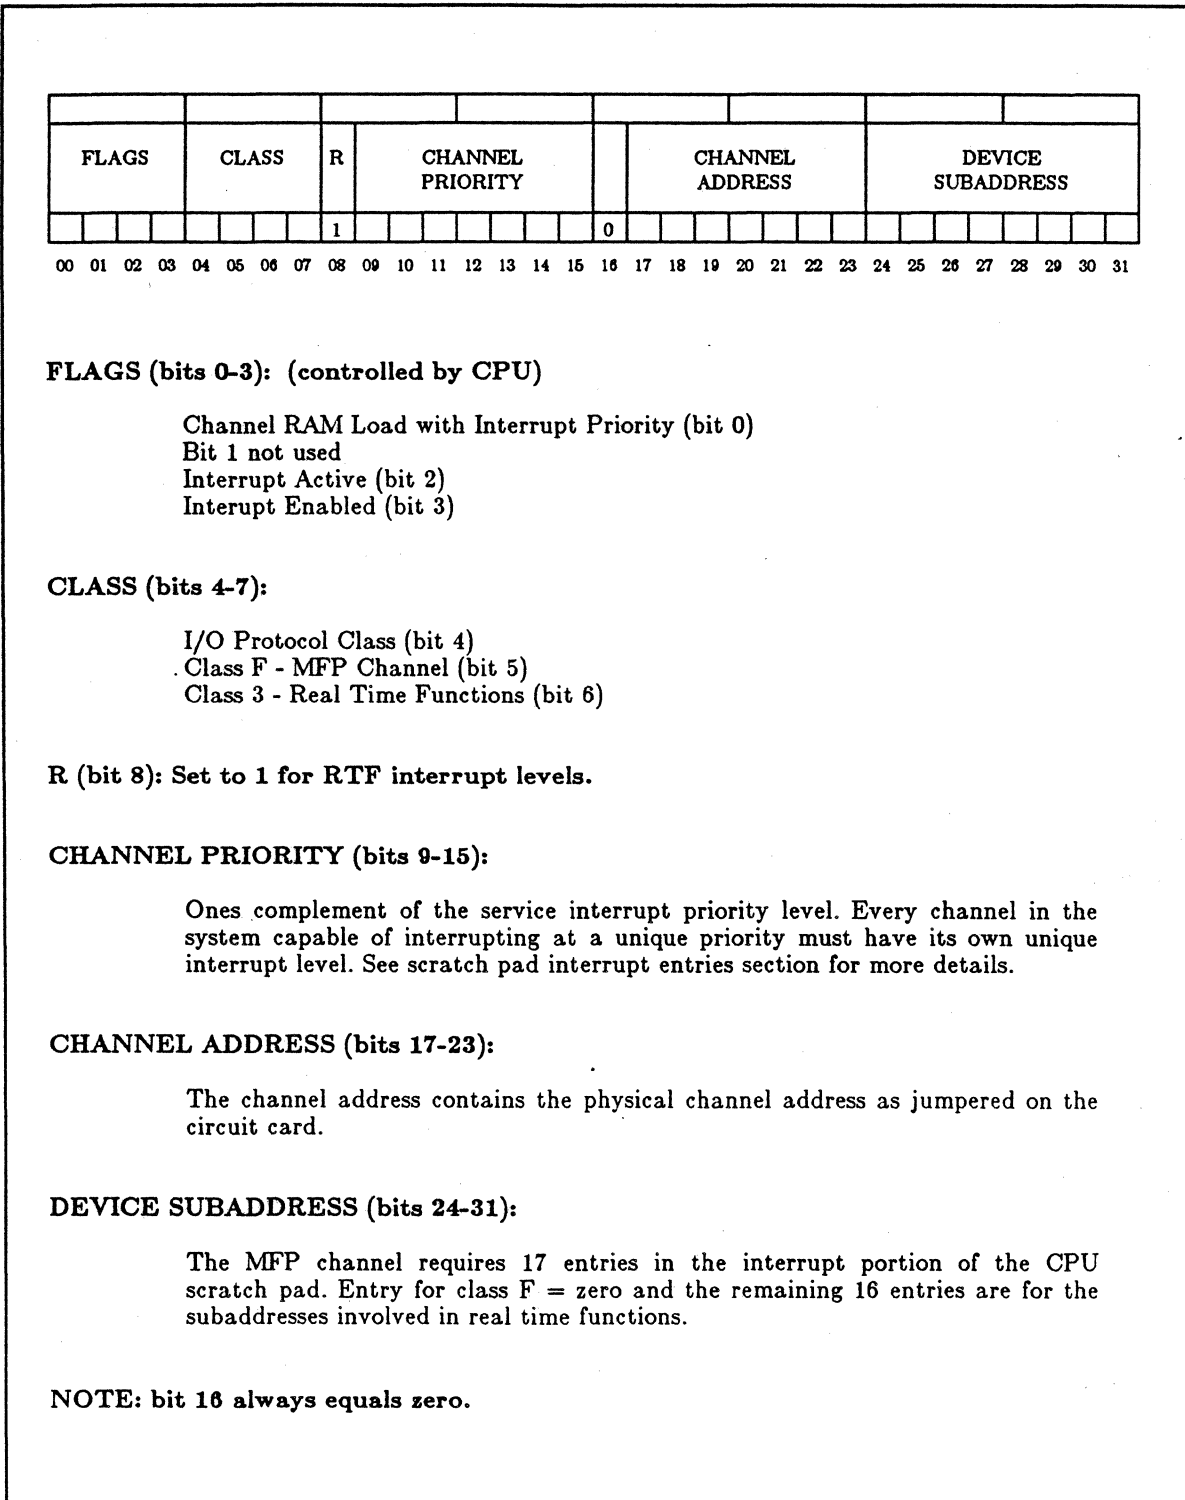 FLAGS CLASS R CHANNEL CHANNEL DEVICE
PRIORITY ADDRESS SUBADDRESS
1 0
00 01 02 03 04 05 06 07 08 09 10 11 12 13 14 15 16 17 18 19 20 21 22 23 24 25 26 27 28 29 30 31
FLAGS (bits 0-3): (controlled by CPU)
Channel RAM Load with Interrupt Priority (bit 0)
Bit 1 not used
Interrupt Active (bit 2)
Interupt Enabled (bit 3)
CLASS (bits 4-7):
I/O Protocol Class (bit 4)
Class F - MFP Channel (bit 5)
Class 3 - Real Time Functions (bit 6)
R (bit 8): Set to 1 for RTF interrupt levels.
CHANNEL PRIORITY (bits 9-15):
Ones complement of the service interrupt priority level. Every channel in the
system capable of interrupting at a unique priority must have its own unique
interrupt level. See scratch pad interrupt entries section for more details.
CHANNEL ADDRESS (bits 17-23):
The channel address contains the physical channel address as jumpered on the
circuit card.
DEVICE SUBADDRESS (bits 24-31):
The MFP channel requires 17 entries in the interrupt portion of the CPU
scratch pad. Entry for class F = zero and the remaining 16 entries are for the
subaddresses involved in real time functions.
NOTE: bit 16 always equals zero.